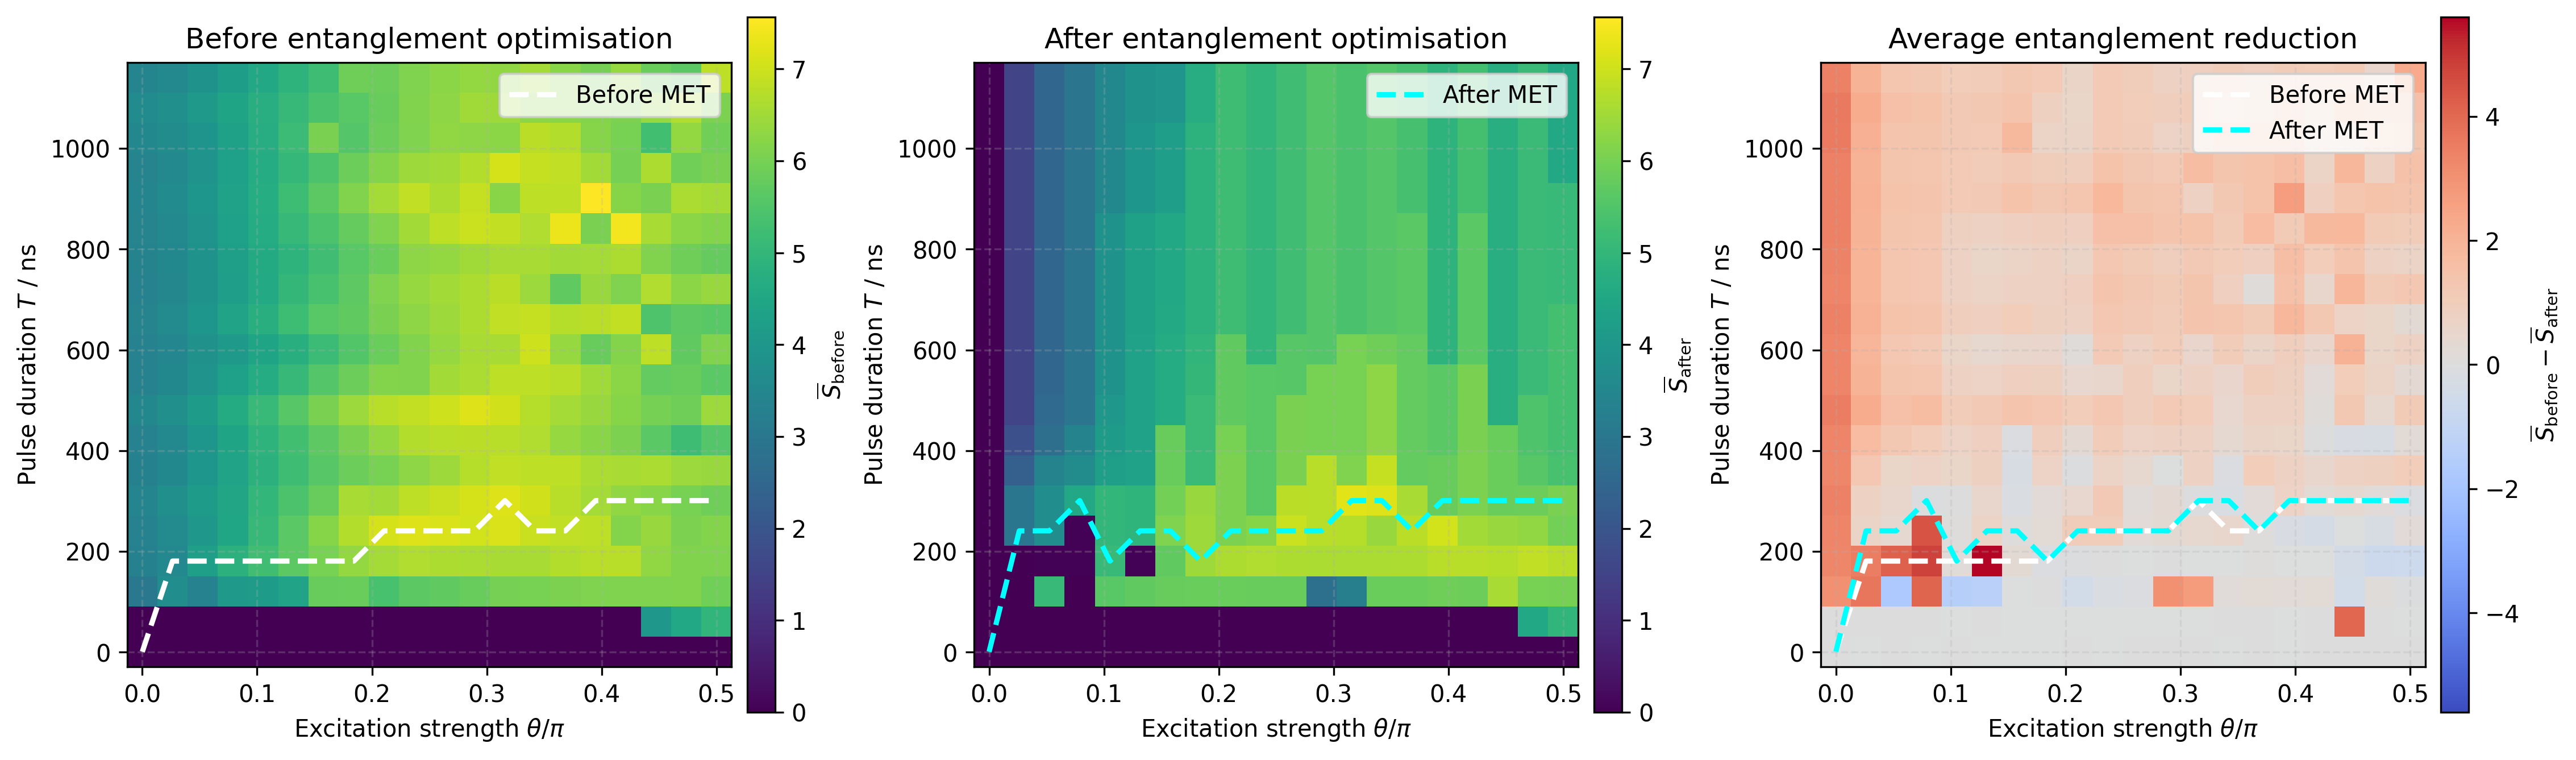 Before entanglement optimisation
Before MET
1000
800
600
400
200
0
Pulse duration T / ns
0.0 0.1 0.2 0.3 0.4 0.5
Excitation strength θ/π
7
6
5
4
3
2
1
0
S̅before
After entanglement optimisation
After MET
1000
800
600
400
200
0
Pulse duration T / ns
0.0 0.1 0.2 0.3 0.4 0.5
Excitation strength θ/π
7
6
5
4
3
2
1
0
S̅after
Average entanglement reduction
Before MET
After MET
1000
800
600
400
200
0
Pulse duration T / ns
0.0 0.1 0.2 0.3 0.4 0.5
Excitation strength θ/π
4
2
0
−2
−4
S̅before − S̅after